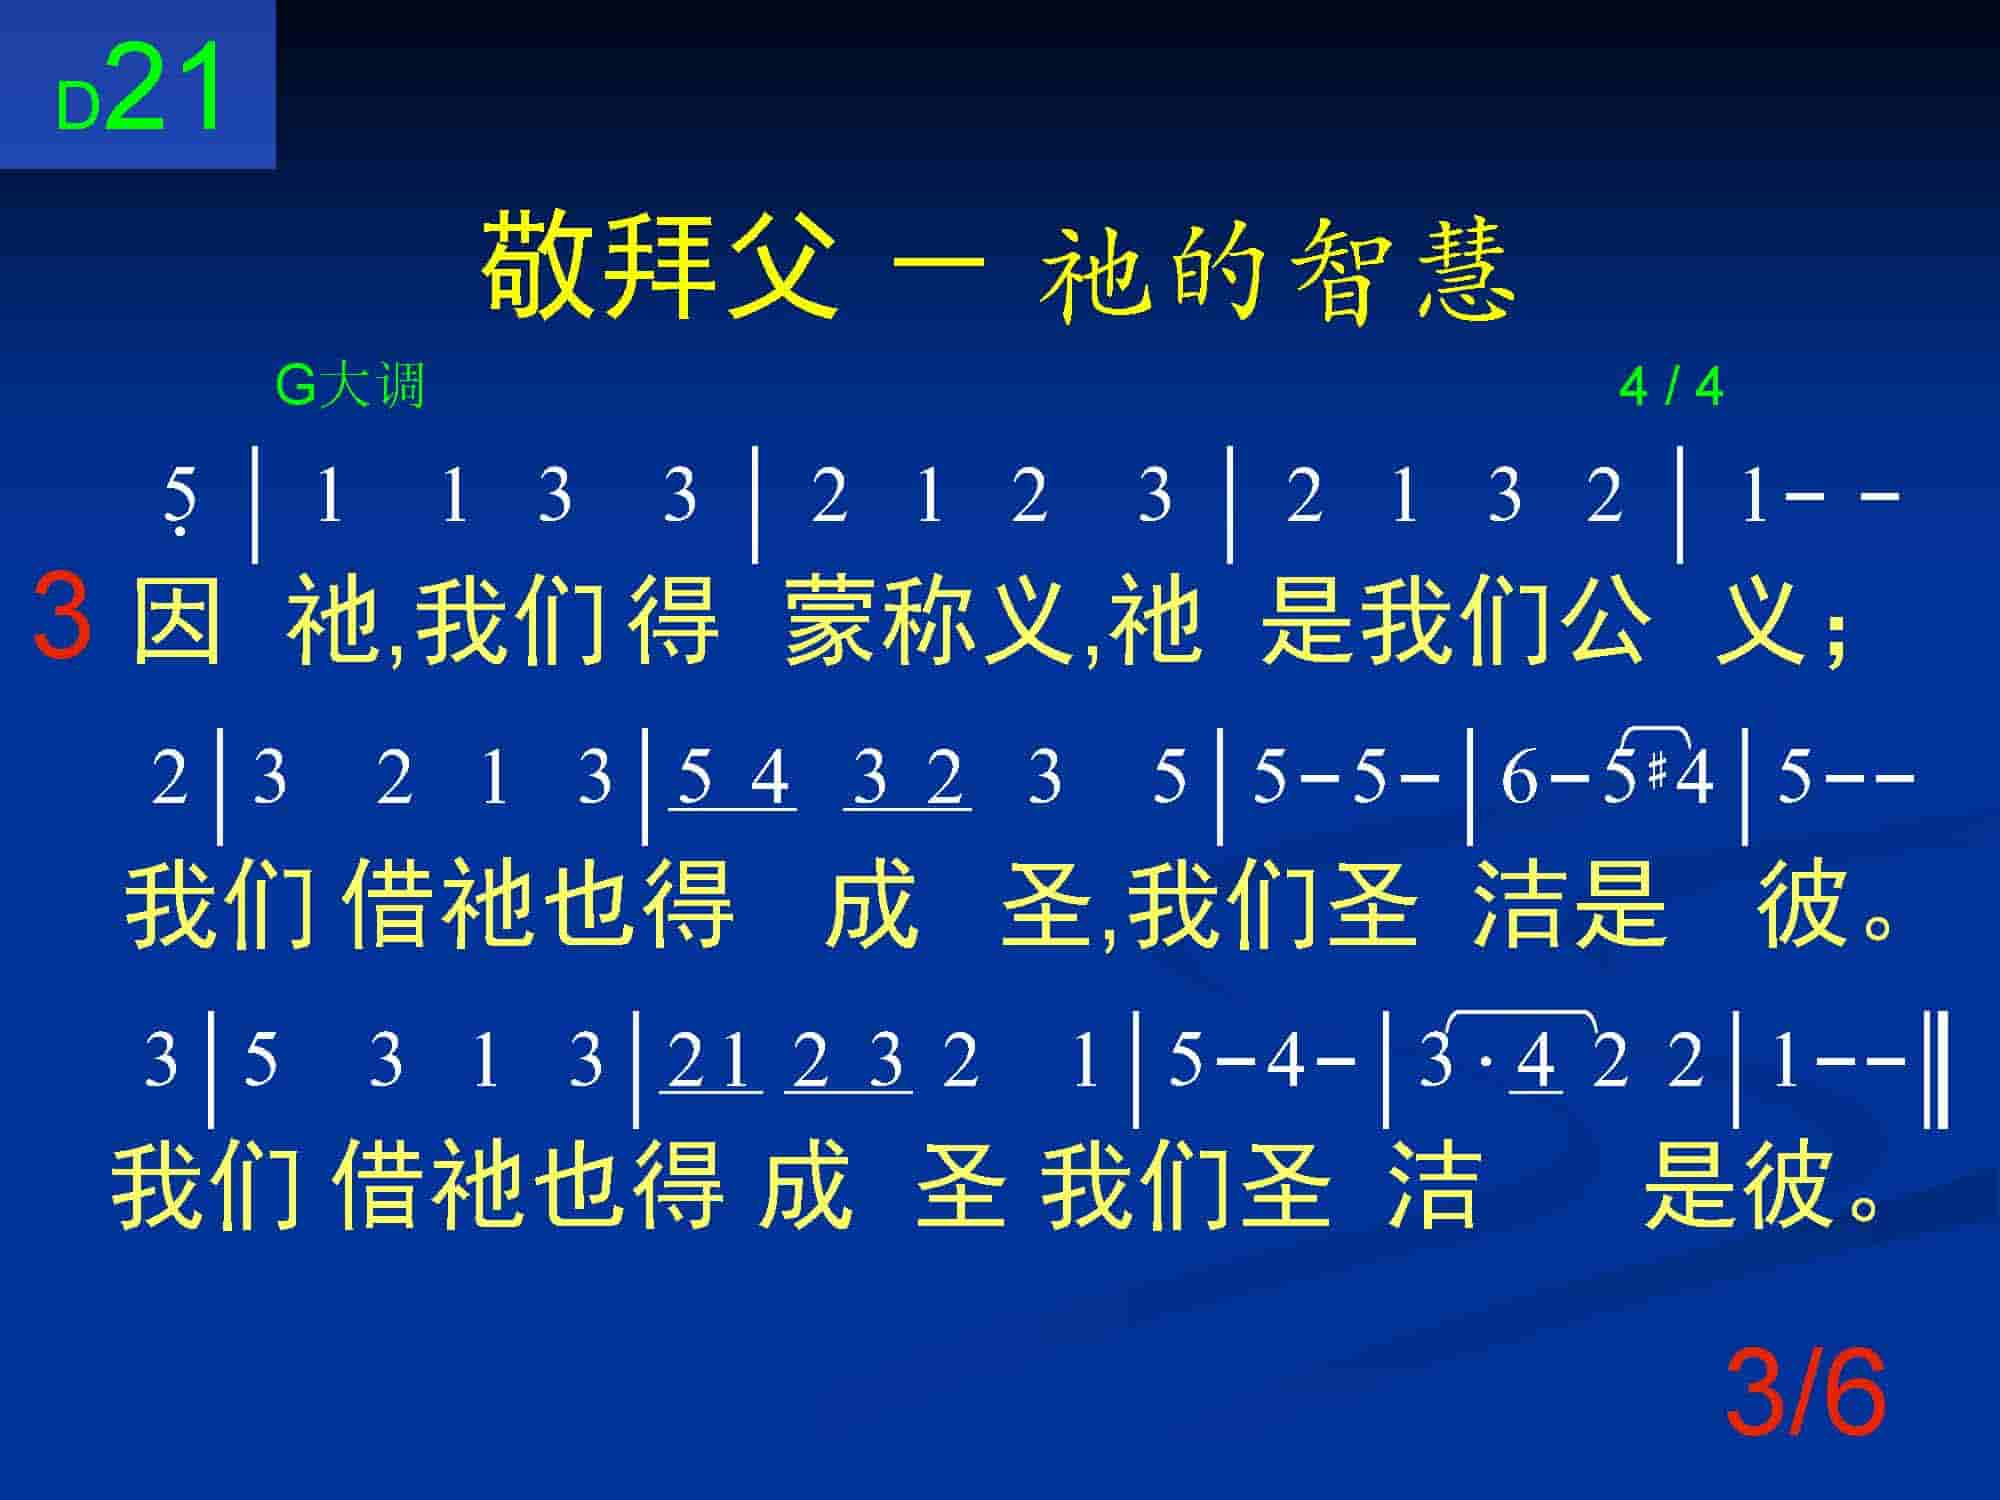 D21
敬拜父 － 祂的智慧
G大调 4 / 4
5̣ | 1 1 3 3 | 2 1 2 3 | 2 1 3 2 | 1– –
3 因 祂,我们得 蒙称义,祂 是我们公 义；
2 | 3 2 1 3 | 5 4 3 2 3 5 | 5–5– | 6–5♯4 | 5––
我们 借祂也得 成 圣,我们圣 洁是 彼。
3 | 5 3 1 3 | 21 2 3 2 1 | 5–4– | 3 · 4 2 2 | 1–– ||
我们 借祂也得 成 圣 我们圣 洁 是彼。
3/6